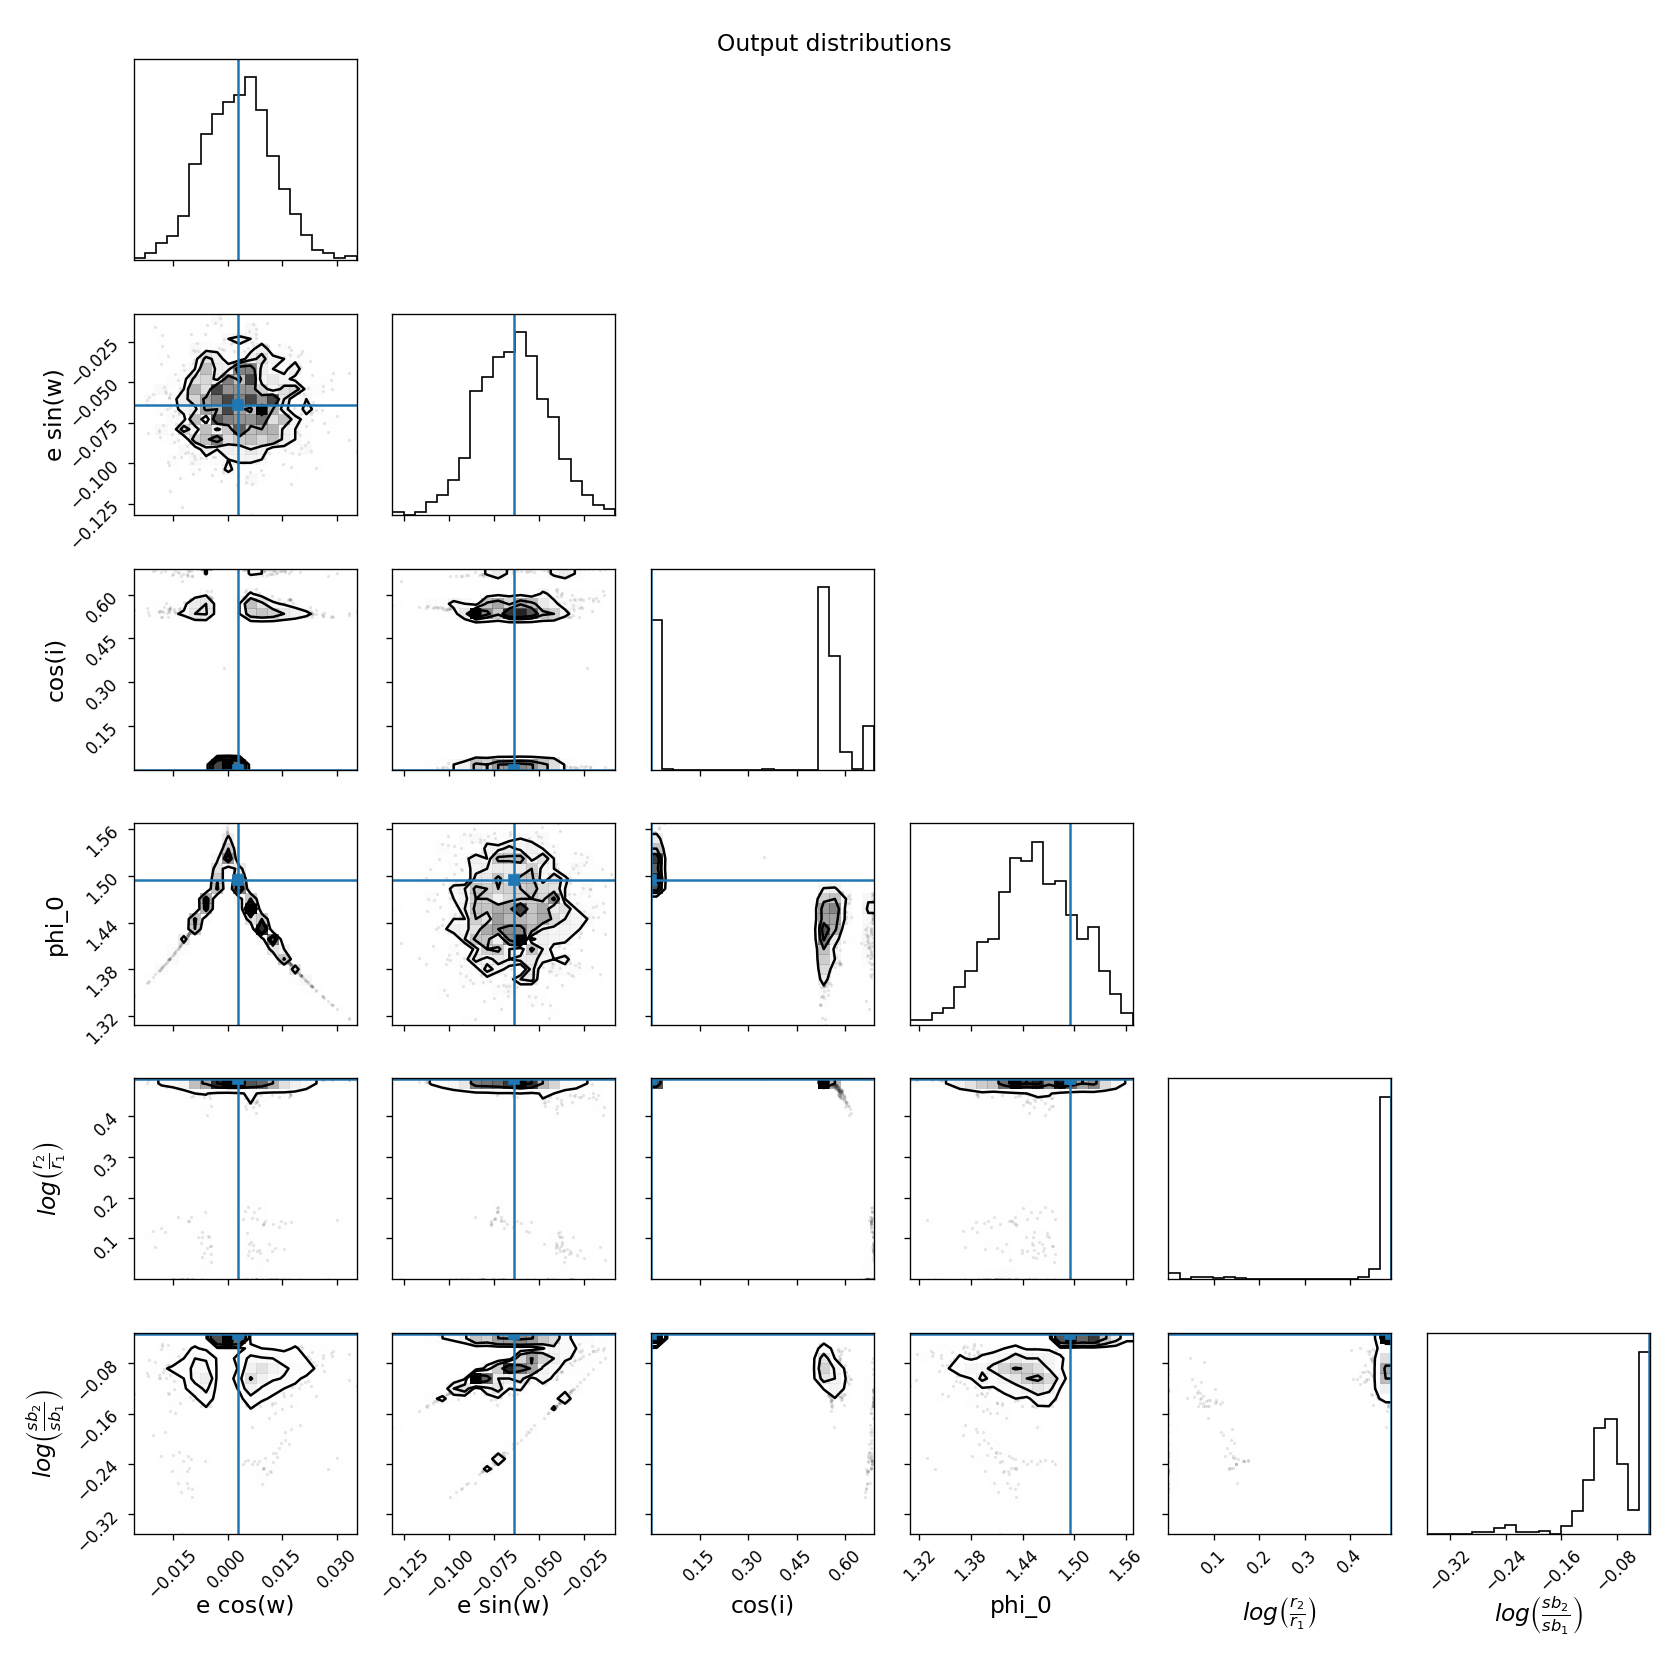 Output distributions
e sin(w)
−0.025
−0.050
−0.075
−0.100
−0.125
cos(i)
0.60
0.45
0.30
0.15
phi_0
1.56
1.50
1.44
1.38
1.32
log(r₂/r₁)
0.4
0.3
0.2
0.1
log(sb₂/sb₁)
−0.08
−0.16
−0.24
−0.32
−0.015 0.000 0.015 0.030
e cos(w)
−0.125 −0.100 −0.075 −0.050 −0.025
e sin(w)
0.15 0.30 0.45 0.60
cos(i)
1.32 1.38 1.44 1.50 1.56
phi_0
0.1 0.2 0.3 0.4
log(r₂/r₁)
−0.32 −0.24 −0.16 −0.08
log(sb₂/sb₁)